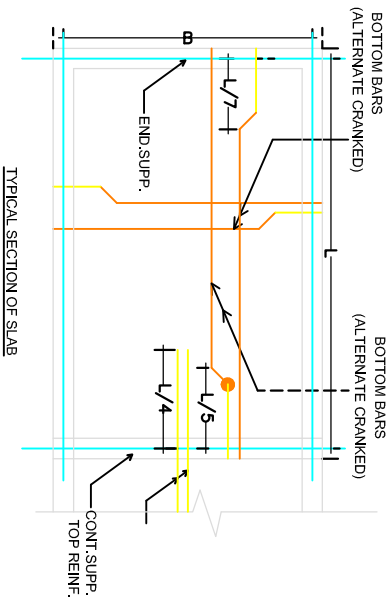 BOTTOM BARS
(ALTERNATE CRANKED)
BOTTOM BARS
(ALTERNATE CRANKED)
L
B
L/7
L/5
L/4
END.SUPP.
CONT.SUPP.
TOP REINF.
TYPICAL SECTION OF SLAB